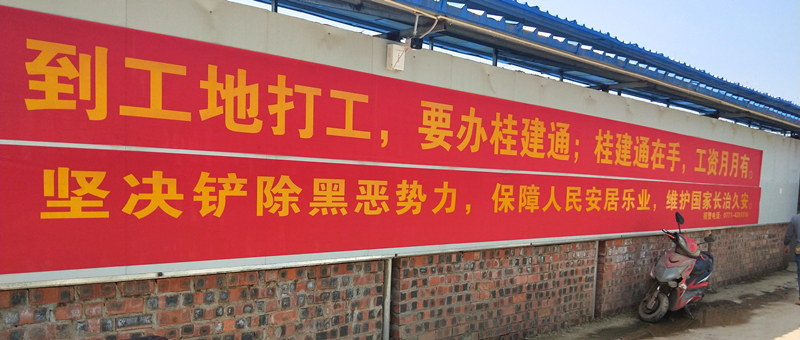 到工地打工，要办桂建通；桂建通在手，工资月月有。
坚决铲除黑恶势力，保障人民安居乐业，维护国家长治久安。